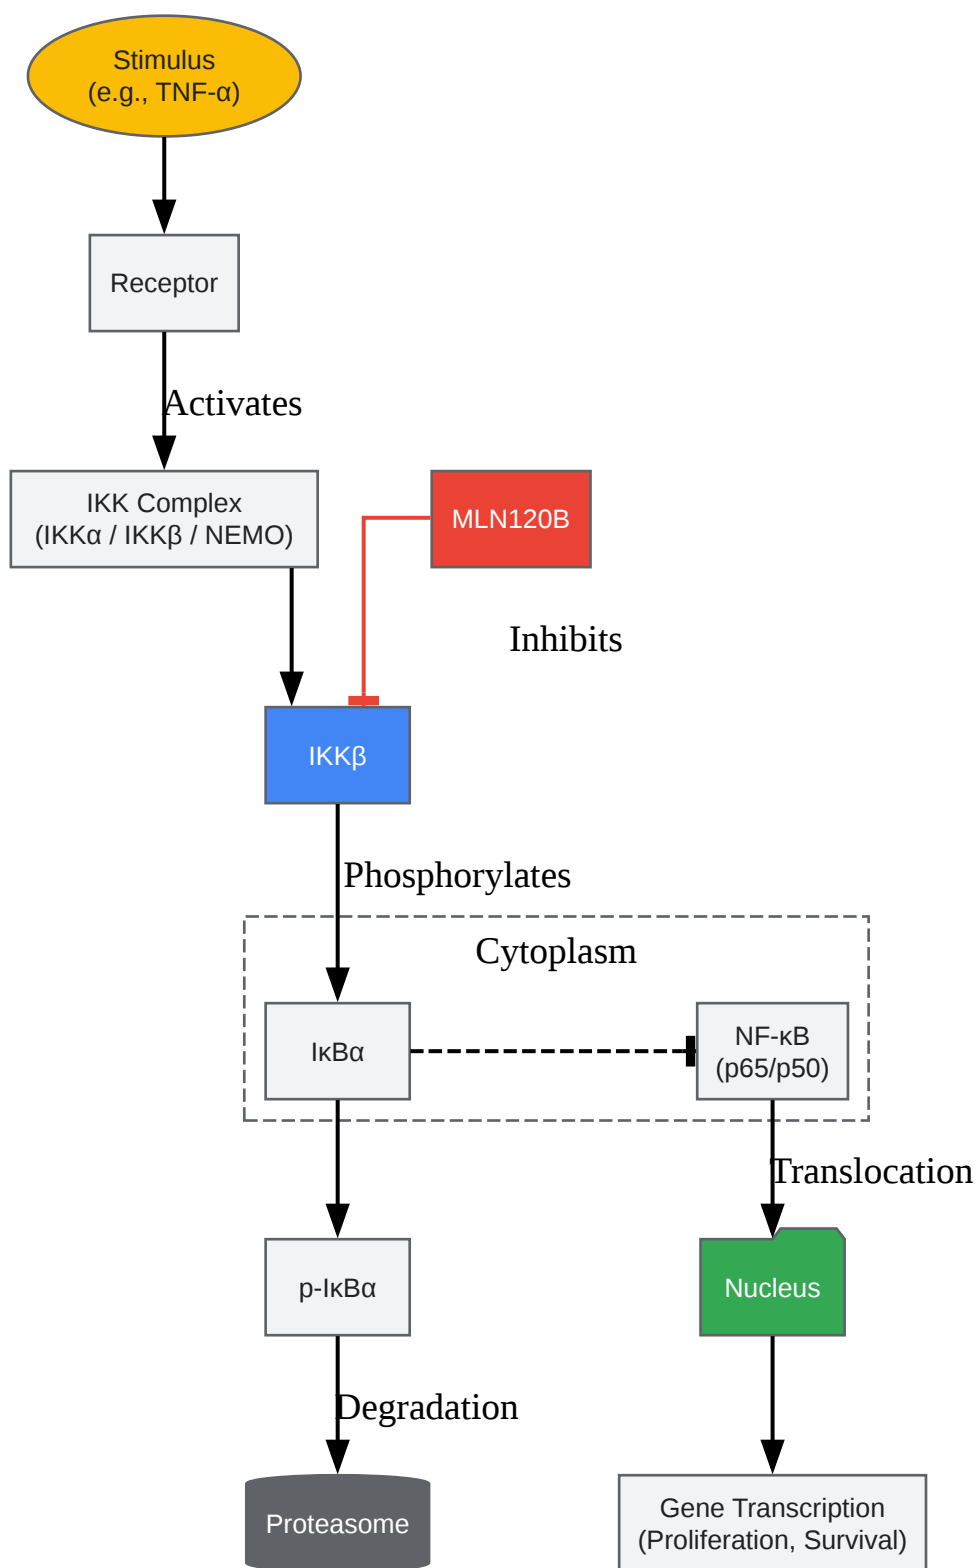 Stimulus
(e.g., TNF-α)
Receptor
Activates
IKK Complex
(IKKα / IKKβ / NEMO)
MLN120B
Inhibits
IKKβ
Phosphorylates
Cytoplasm
IκBα
NF-κB
(p65/p50)
Translocation
p-IκBα
Nucleus
Degradation
Proteasome
Gene Transcription
(Proliferation, Survival)